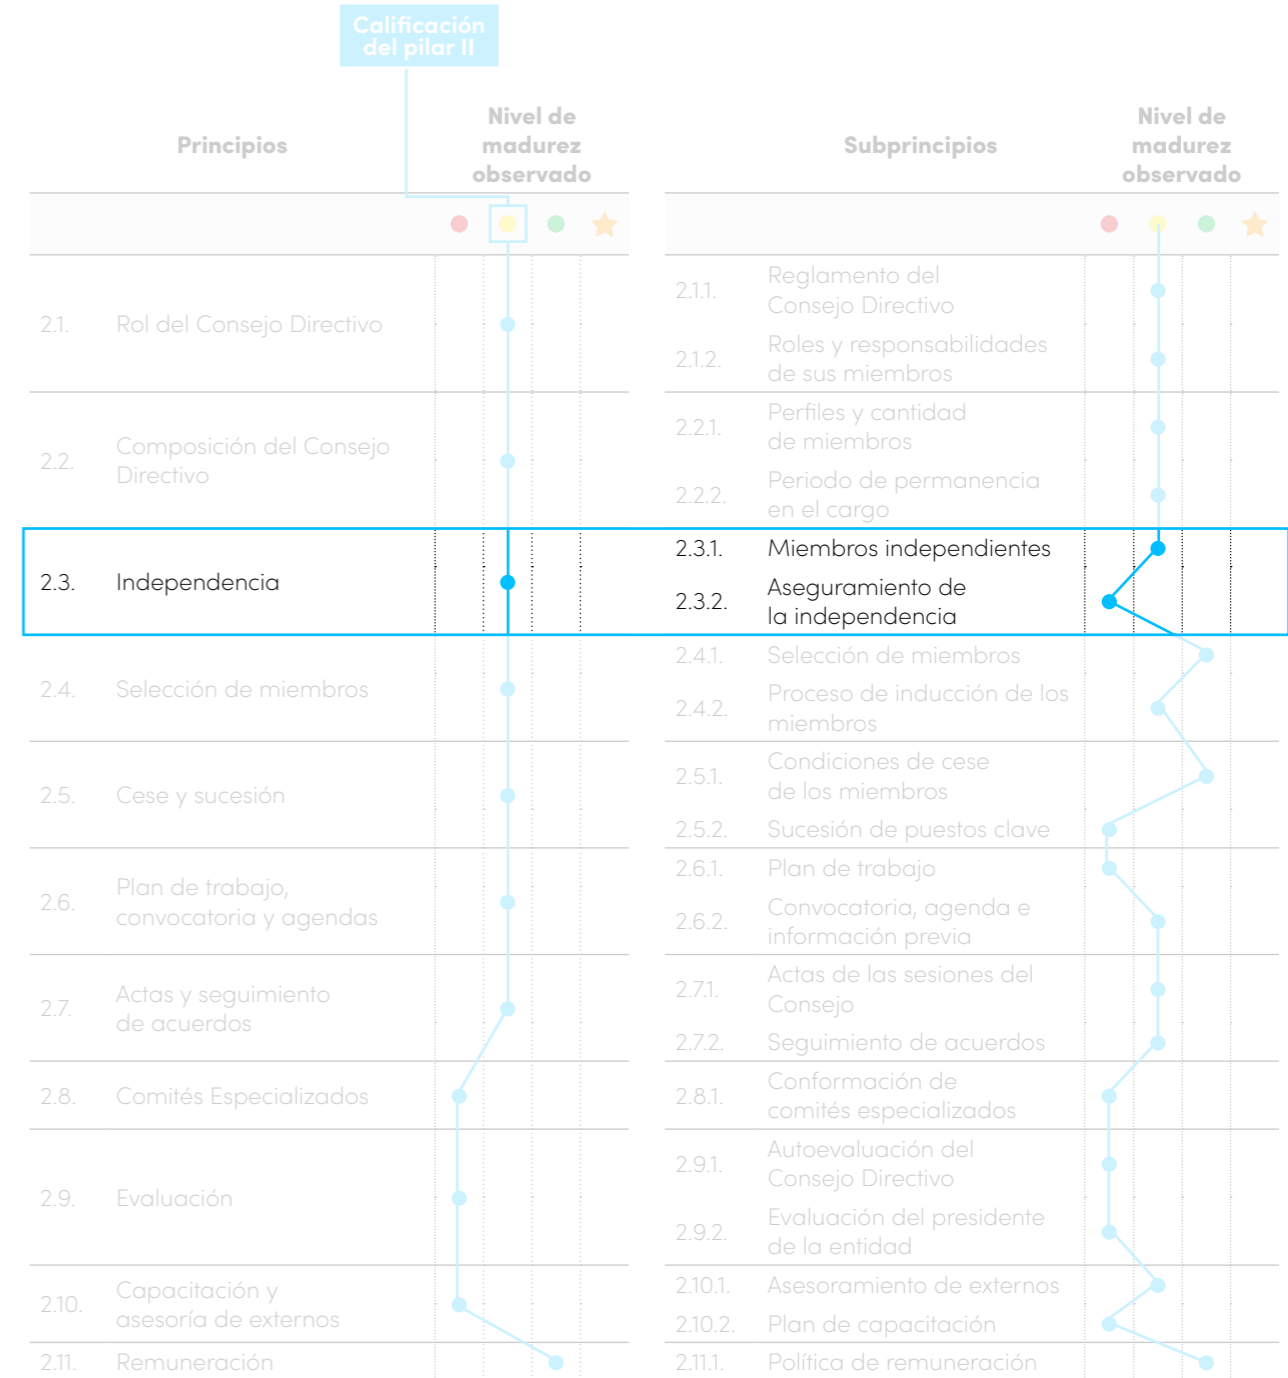 Calificación
del pilar II
Principios
Nivel de
madurez
observado
Subprincipios
Nivel de
madurez
observado
2.1. Rol del Consejo Directivo
2.1.1. Reglamento del
Consejo Directivo
2.1.2. Roles y responsabilidades
de sus miembros
2.2. Composición del Consejo
Directivo
2.2.1. Perfiles y cantidad
de miembros
2.2.2. Periodo de permanencia
en el cargo
2.3. Independencia
2.3.1. Miembros independientes
2.3.2. Aseguramiento de
la independencia
2.4. Selección de miembros
2.4.1. Selección de miembros
2.4.2. Proceso de inducción de los
miembros
2.5. Cese y sucesión
2.5.1. Condiciones de cese
de los miembros
2.5.2. Sucesión de puestos clave
2.6. Plan de trabajo,
convocatoria y agendas
2.6.1. Plan de trabajo
2.6.2. Convocatoria, agenda e
información previa
2.7. Actas y seguimiento
de acuerdos
2.7.1. Actas de las sesiones del
Consejo
2.7.2. Seguimiento de acuerdos
2.8. Comités Especializados
2.8.1. Conformación de
comités especializados
2.9. Evaluación
2.9.1. Autoevaluación del
Consejo Directivo
2.9.2. Evaluación del presidente
de la entidad
2.10. Capacitación y
asesoría de externos
2.10.1. Asesoramiento de externos
2.10.2. Plan de capacitación
2.11. Remuneración
2.11.1. Política de remuneración